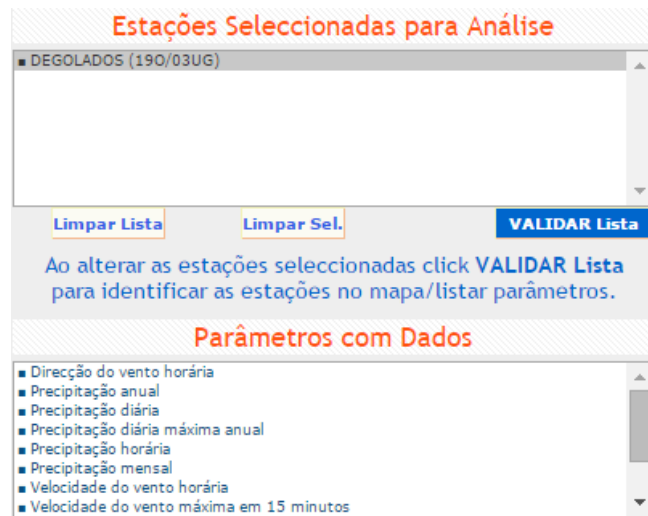 Estações Seleccionadas para Análise
▪ DEGOLADOS (19O/03UG)
Limpar Lista Limpar Sel. VALIDAR Lista
Ao alterar as estações seleccionadas click VALIDAR Lista
para identificar as estações no mapa/listar parâmetros.
Parâmetros com Dados
▪ Direcção do vento horária
▪ Precipitação anual
▪ Precipitação diária
▪ Precipitação diária máxima anual
▪ Precipitação horária
▪ Precipitação mensal
▪ Velocidade do vento horária
▪ Velocidade do vento máxima em 15 minutos